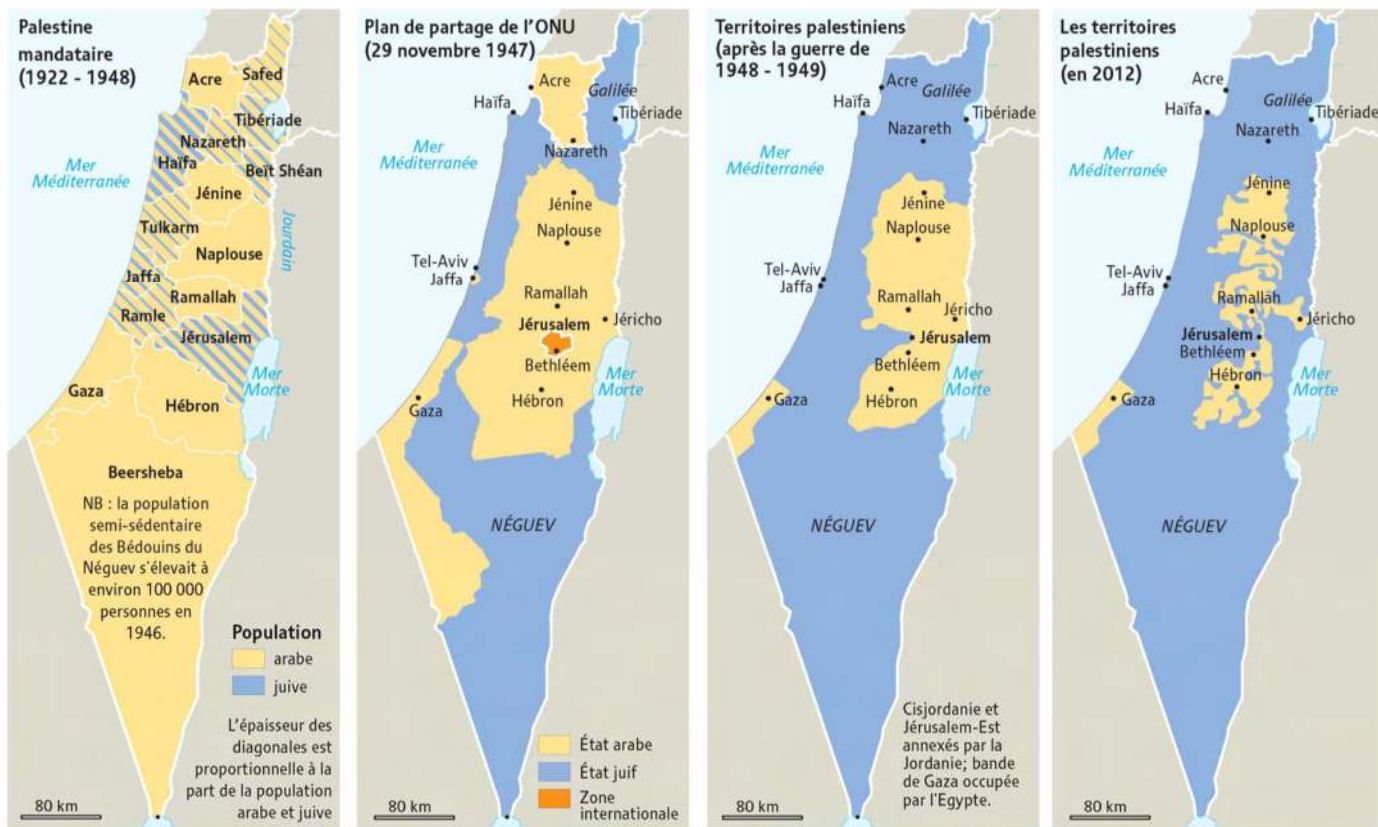 Palestine
mandataire
(1922 - 1948)
Acre
Safed
Tibériade
Nazareth
Haïfa
Beït Shéan
Mer
Méditerranée
Jénine
Jourdain
Tulkarm
Naplouse
Jaffa
Ramallah
Ramle
Jérusalem
Mer
Morte
Gaza
Hébron
Beersheba
NB : la population
semi-sédentaire
des Bédouins du
Néguev s'élevait à
environ 100 000
personnes en
1946.
Population
arabe
juive
L'épaisseur des
diagonales est
proportionnelle à la
part de la population
arabe et juive
80 km
Plan de partage de l'ONU
(29 novembre 1947)
Acre
Galilée
Haïfa
Tibériade
Nazareth
Mer
Méditerranée
Jénine
Naplouse
Tel-Aviv
Jaffa
Ramallah
Jéricho
Jérusalem
Bethléem
Mer
Morte
Hébron
Gaza
NÉGUEV
État arabe
État juif
Zone
internationale
80 km
Territoires palestiniens
(après la guerre de
1948 - 1949)
Acre
Galilée
Haïfa
Tibériade
Nazareth
Mer
Méditerranée
Jénine
Naplouse
Tel-Aviv
Jaffa
Ramallah
Jéricho
Jérusalem
Bethléem
Mer
Morte
Hébron
Gaza
NÉGUEV
Cisjordanie et
Jérusalem-Est
annexés par la
Jordanie; bande
de Gaza occupée
par l'Egypte.
80 km
Les territoires
palestiniens
(en 2012)
Acre
Galilée
Haïfa
Tibériade
Nazareth
Mer
Méditerranée
Jénine
Naplouse
Tel-Aviv
Jaffa
Ramallah
Jéricho
Jérusalem
Bethléem
Mer
Morte
Hébron
Gaza
NÉGUEV
80 km